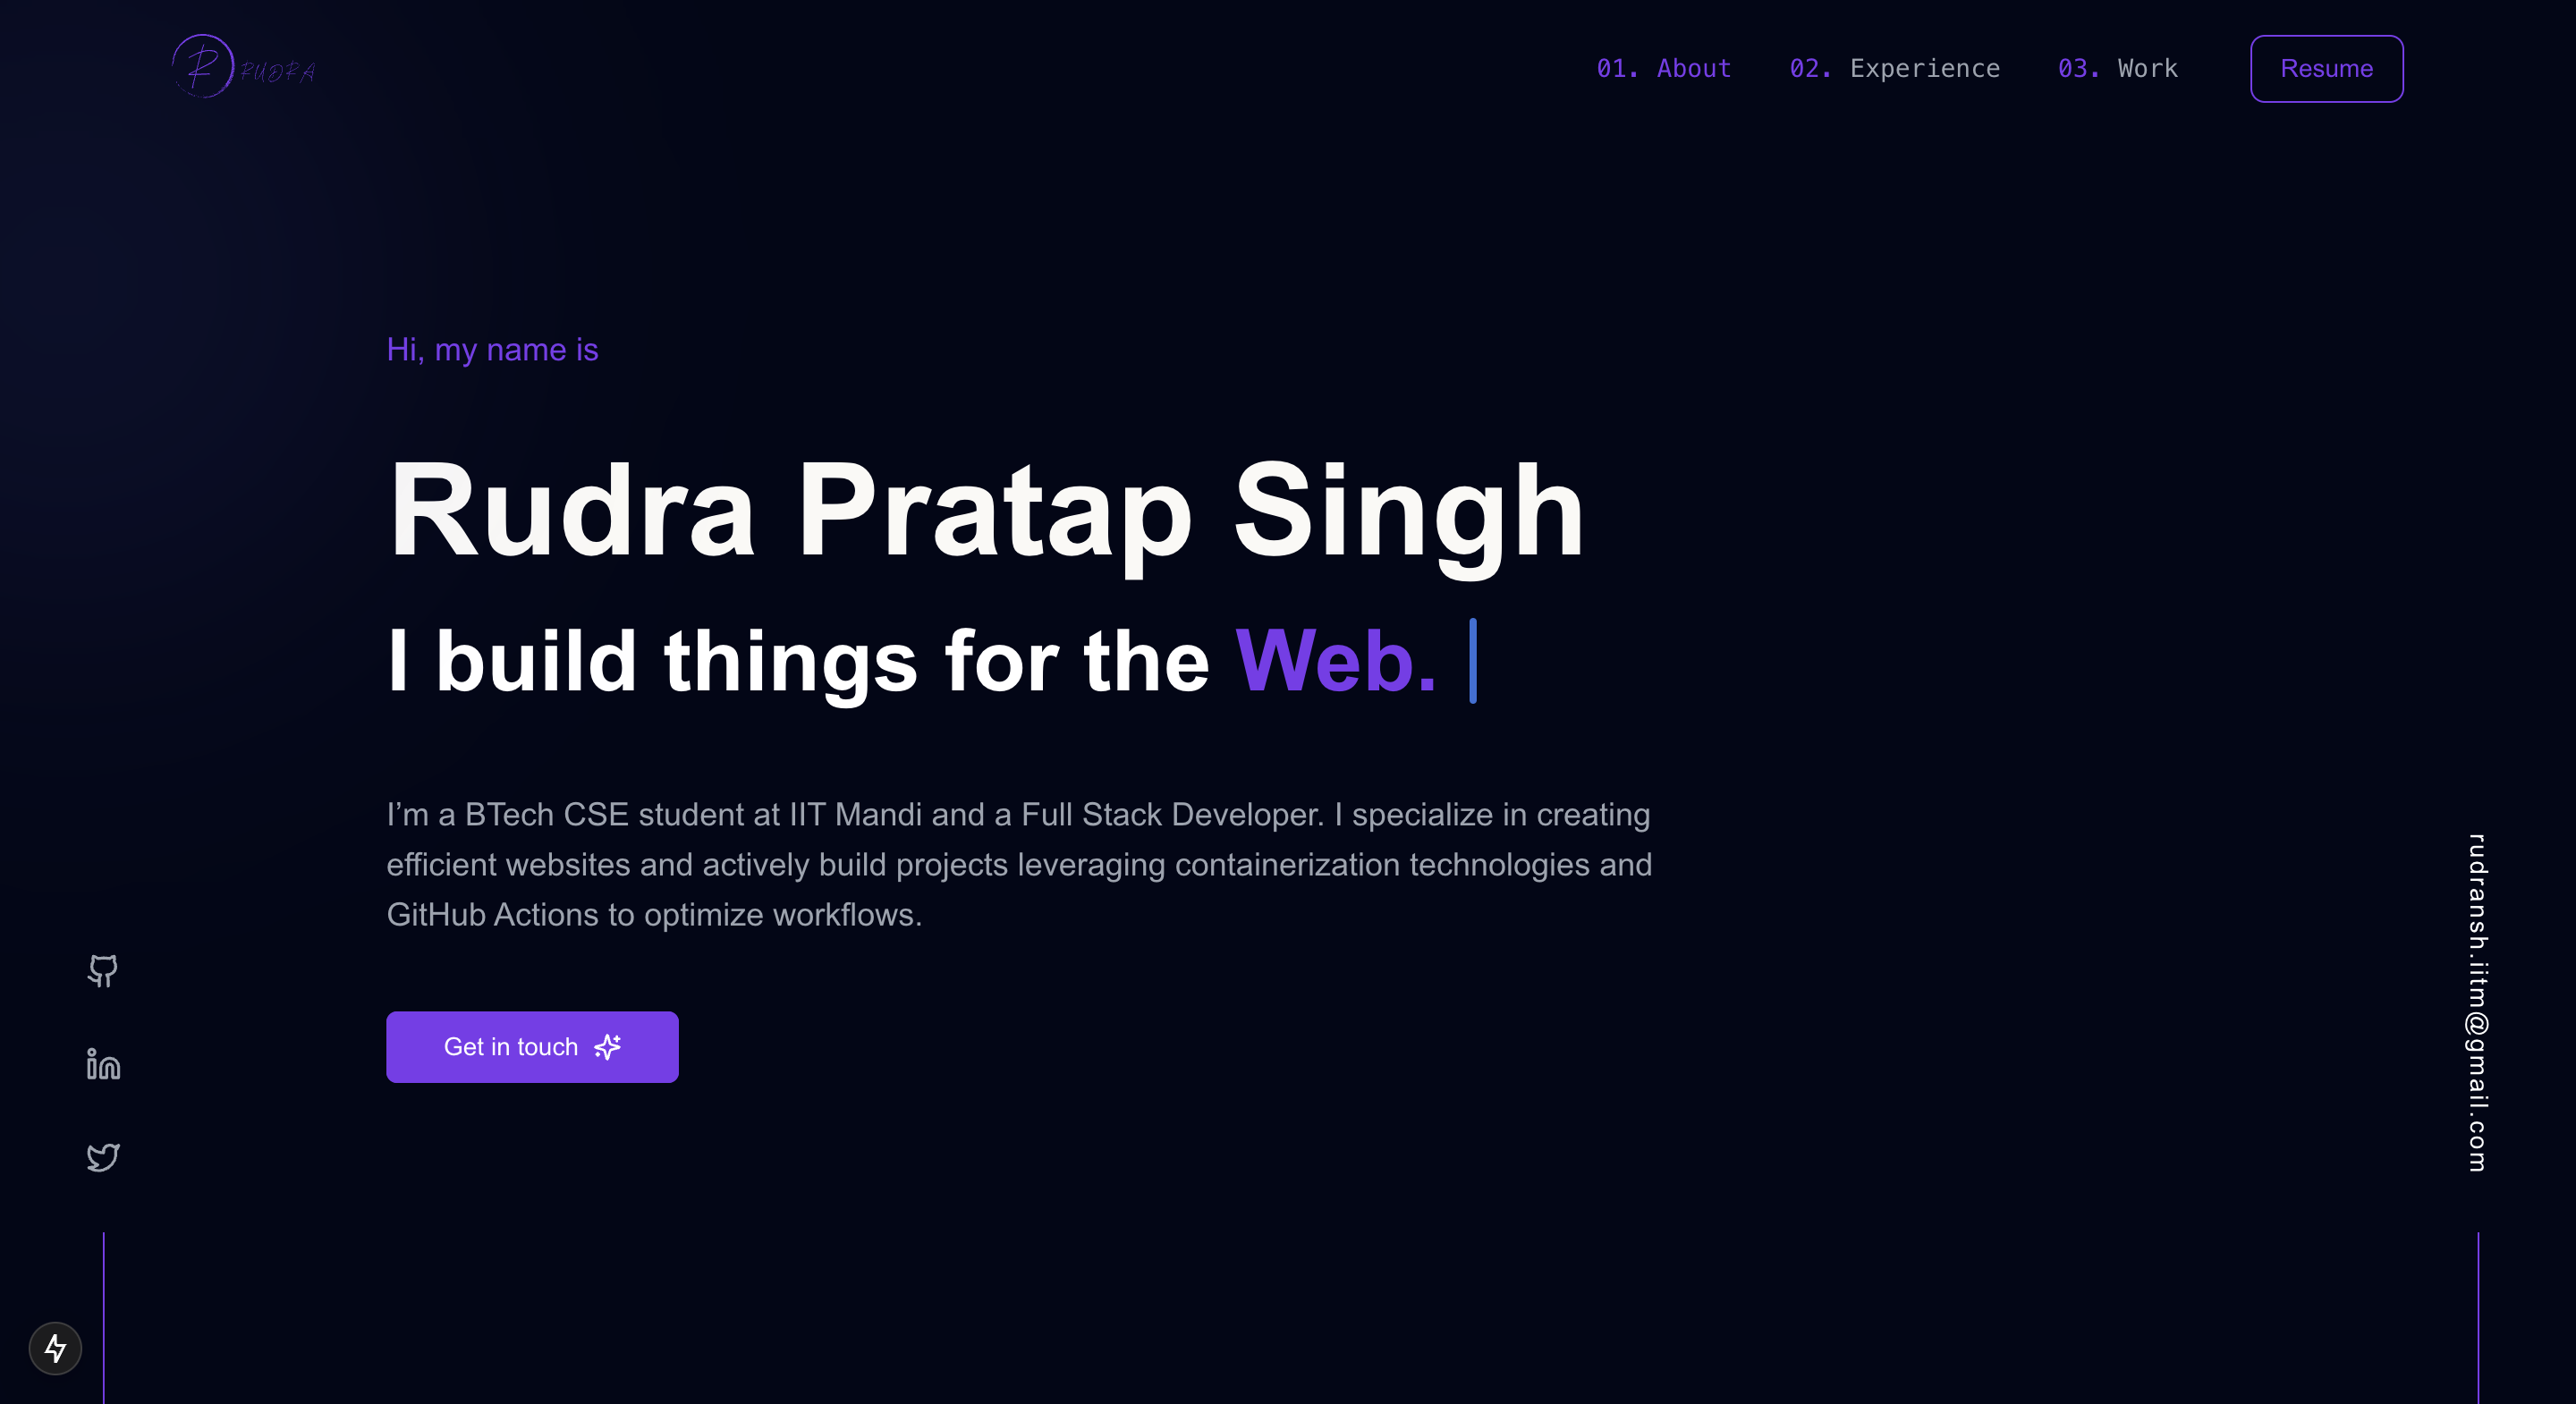 R RUDRA
01. About 02. Experience 03. Work Resume
Hi, my name is
Rudra Pratap Singh
I build things for the Web.
I’m a BTech CSE student at IIT Mandi and a Full Stack Developer. I specialize in creating
efficient websites and actively build projects leveraging containerization technologies and
GitHub Actions to optimize workflows.
Get in touch
rudransh.iitm@gmail.com